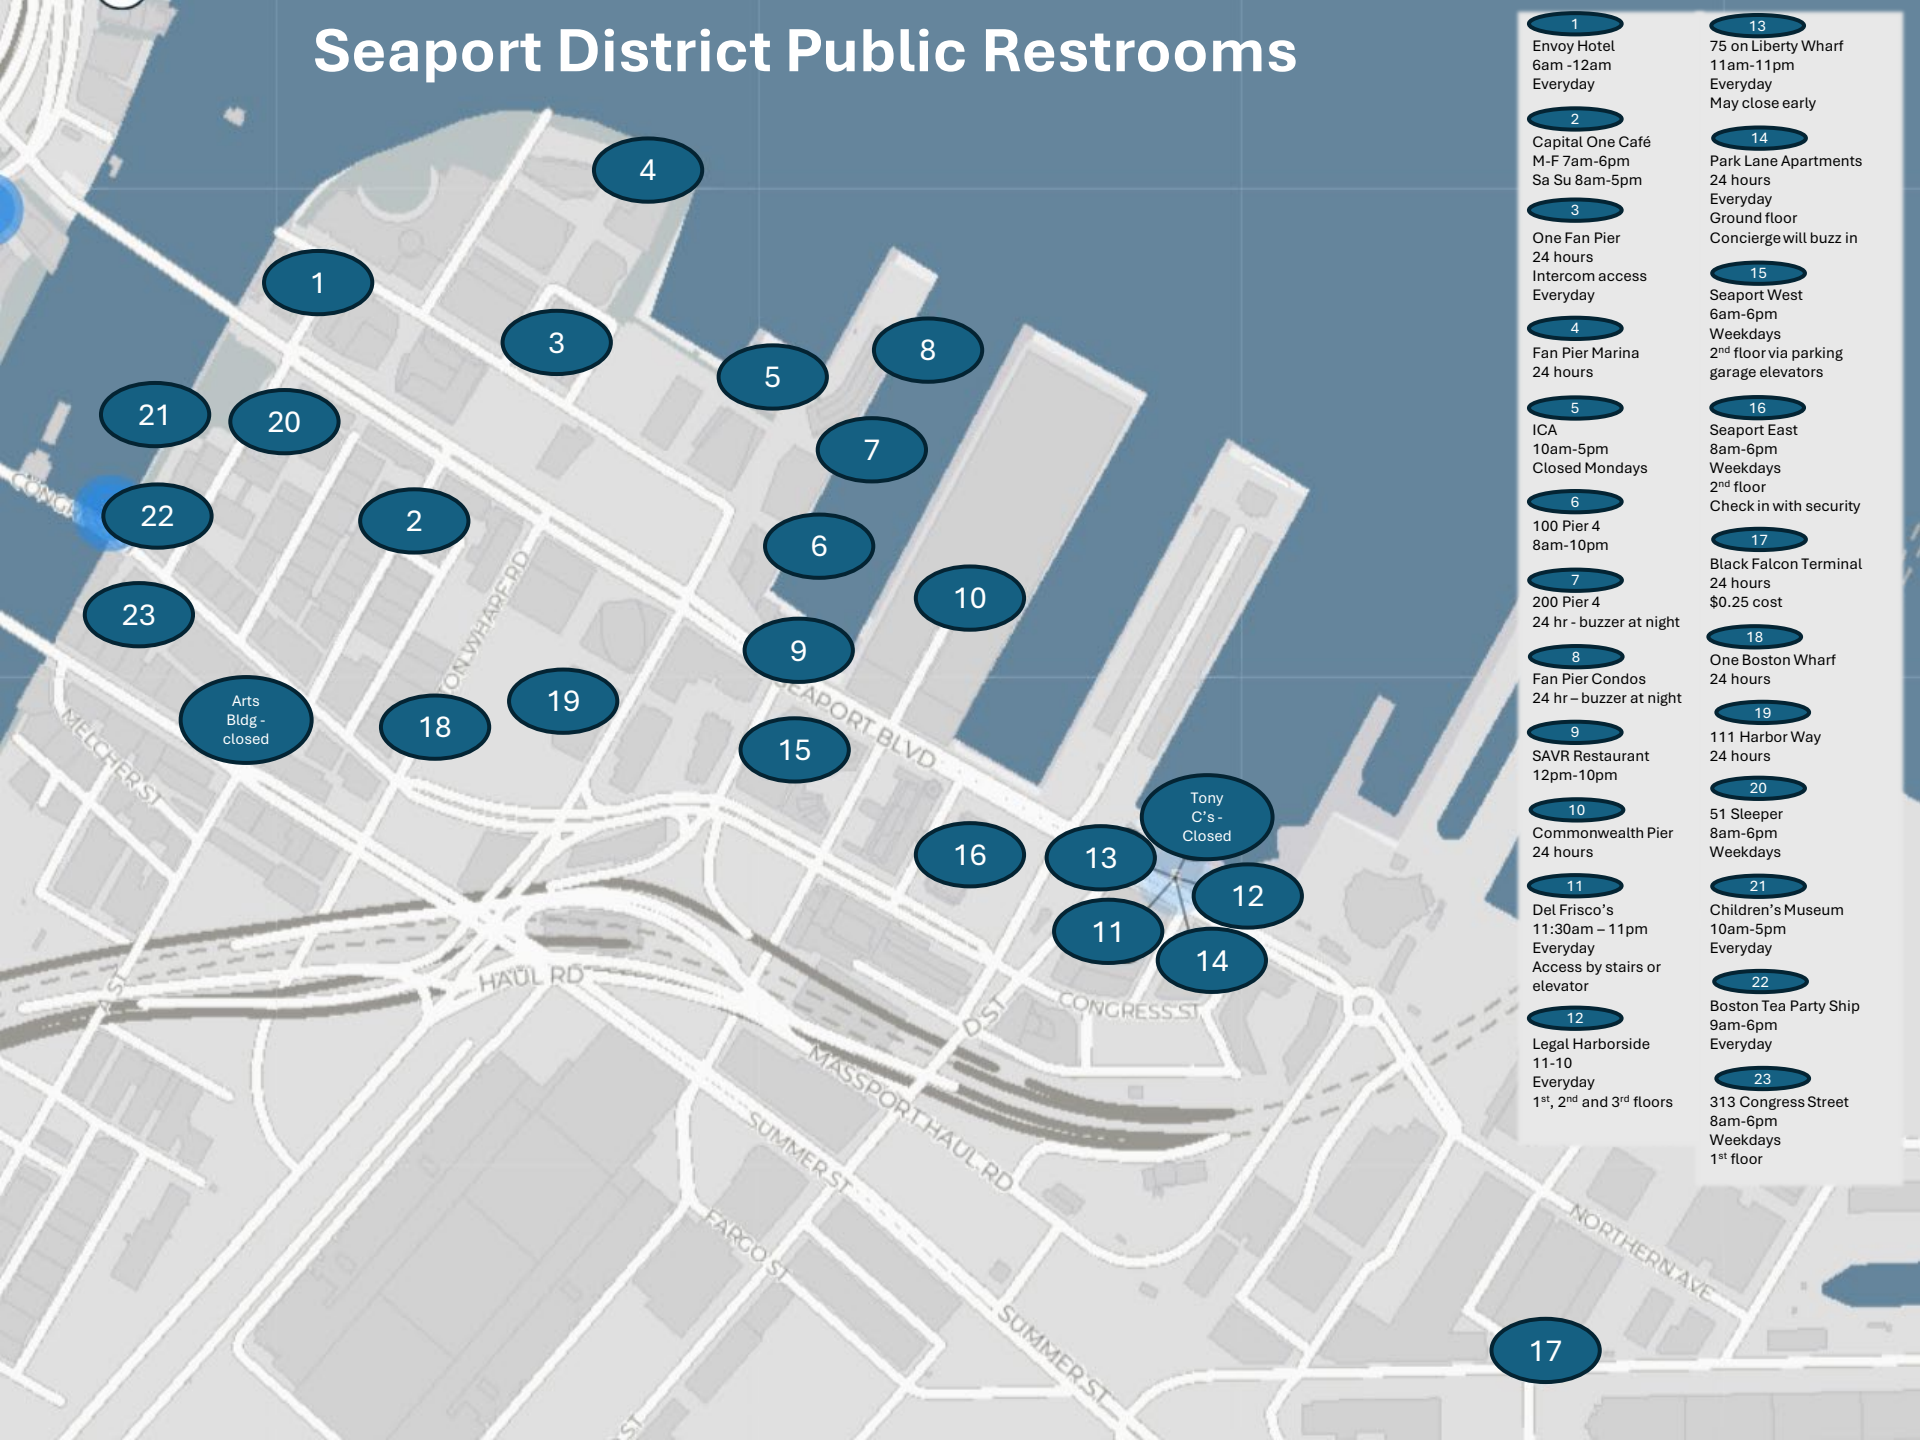 Seaport District Public Restrooms
4
1
3
5
8
7
21
20
22
2
6
23
10
9
Arts
Bldg -
closed
18
19
15
Tony
C's -
Closed
16
13
12
11
14
17
SEAPORT BLVD
MELCHER ST
HAUL RD
A ST
D ST
CONGRESS ST
MASSPORT HAUL RD
SUMMER ST
FARGO ST
SUMMER ST
NORTHERN AVE
ST
1
Envoy Hotel
6am -12am
Everyday
2
Capital One Café
M-F 7am-6pm
Sa Su 8am-5pm
3
One Fan Pier
24 hours
Intercom access
Everyday
4
Fan Pier Marina
24 hours
5
ICA
10am-5pm
Closed Mondays
6
100 Pier 4
8am-10pm
7
200 Pier 4
24 hr - buzzer at night
8
Fan Pier Condos
24 hr – buzzer at night
9
SAVR Restaurant
12pm-10pm
10
Commonwealth Pier
24 hours
11
Del Frisco's
11:30am – 11pm
Everyday
Access by stairs or
elevator
12
Legal Harborside
11-10
Everyday
1st, 2nd and 3rd floors
13
75 on Liberty Wharf
11am-11pm
Everyday
May close early
14
Park Lane Apartments
24 hours
Everyday
Ground floor
Concierge will buzz in
15
Seaport West
6am-6pm
Weekdays
2nd floor via parking
garage elevators
16
Seaport East
8am-6pm
Weekdays
2nd floor
Check in with security
17
Black Falcon Terminal
24 hours
$0.25 cost
18
One Boston Wharf
24 hours
19
111 Harbor Way
24 hours
20
51 Sleeper
8am-6pm
Weekdays
21
Children's Museum
10am-5pm
Everyday
22
Boston Tea Party Ship
9am-6pm
Everyday
23
313 Congress Street
8am-6pm
Weekdays
1st floor